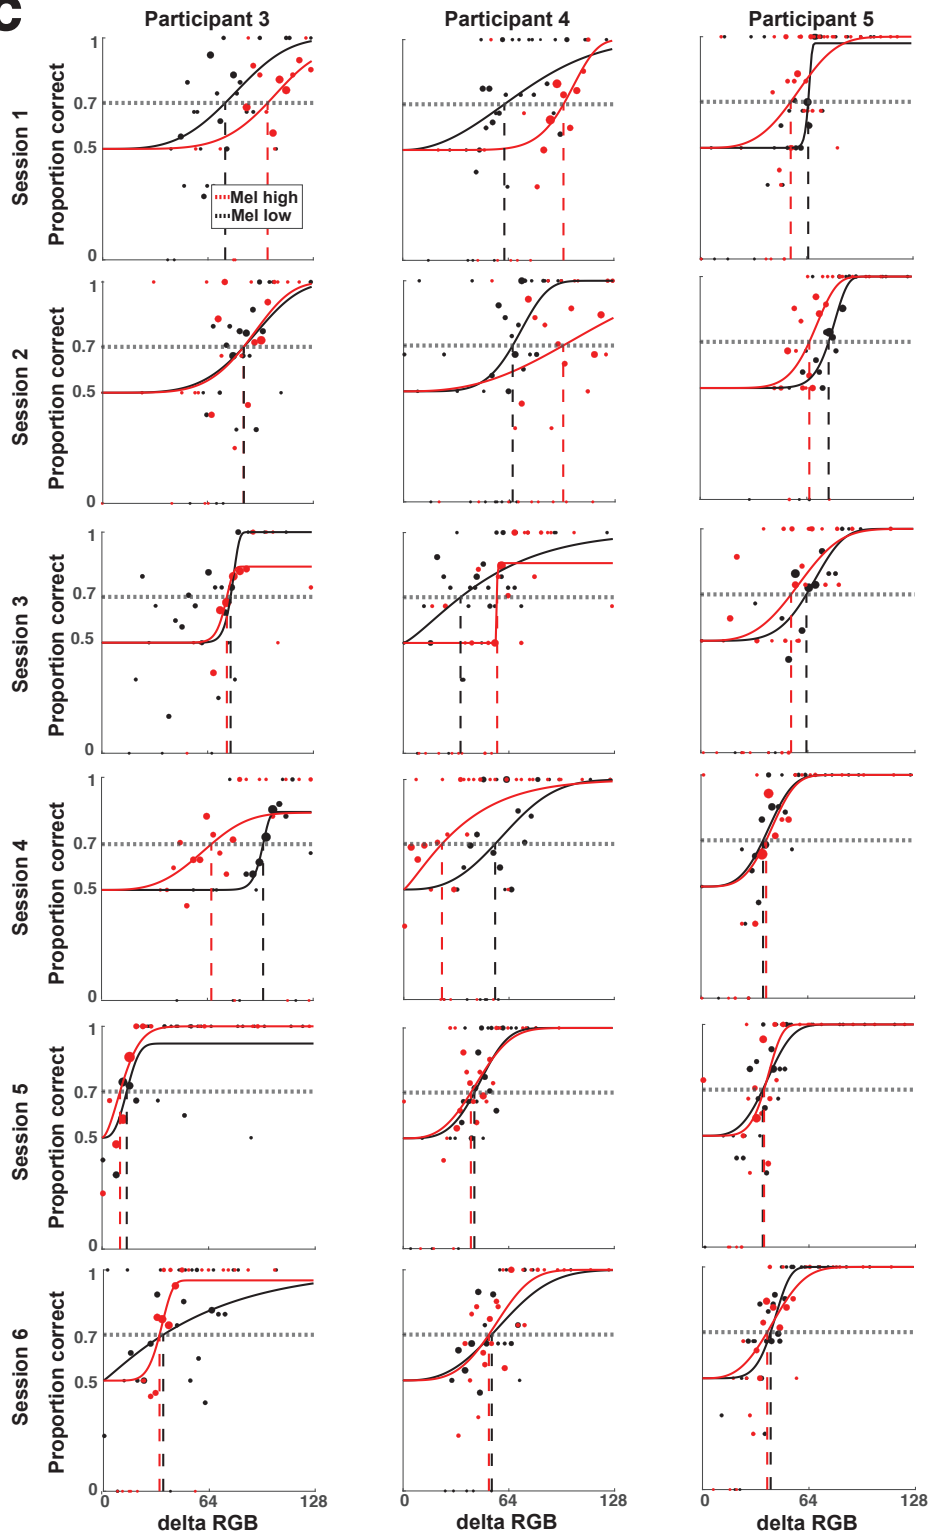 c
Participant 3 Participant 4 Participant 5
Session 1
Proportion correct
1
0.7
0.5
0
Mel high
Mel low
Session 2
Proportion correct
1
0.7
0.5
0
Session 3
Proportion correct
1
0.7
0.5
0
Session 4
Proportion correct
1
0.7
0.5
0
Session 5
Proportion correct
1
0.7
0.5
0
Session 6
Proportion correct
1
0.7
0.5
0
0 64 128 0 64 128 0 64 128
delta RGB delta RGB delta RGB